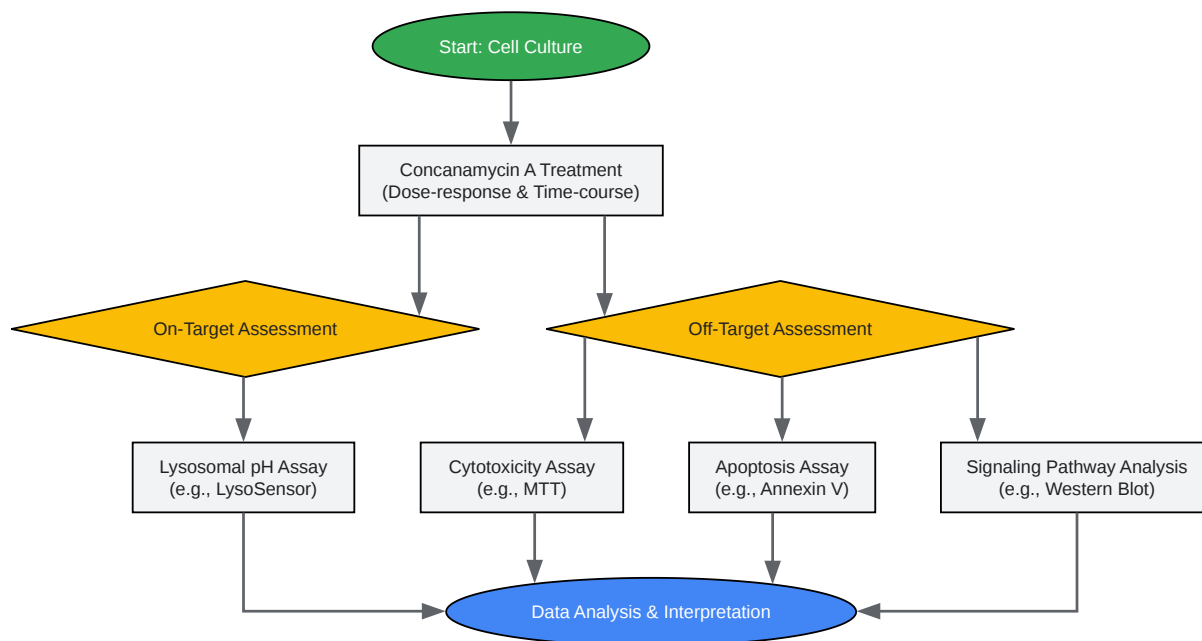 Start: Cell Culture
Concanamycin A Treatment
(Dose-response & Time-course)
On-Target Assessment
Off-Target Assessment
Lysosomal pH Assay
(e.g., LysoSensor)
Cytotoxicity Assay
(e.g., MTT)
Apoptosis Assay
(e.g., Annexin V)
Signaling Pathway Analysis
(e.g., Western Blot)
Data Analysis & Interpretation